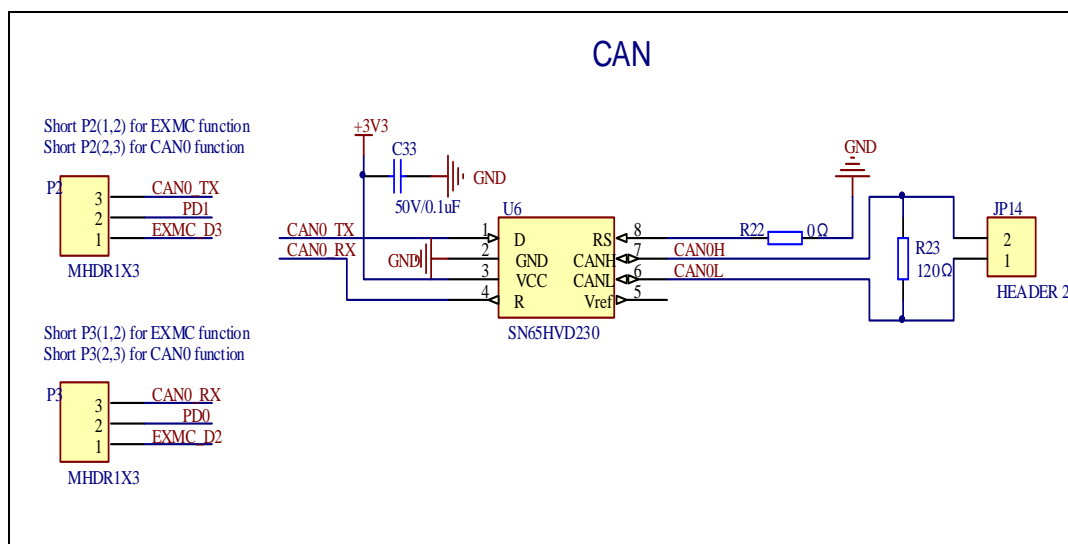 CAN
Short P2(1,2) for EXMC function
Short P2(2,3) for CAN0 function
P2
3 CAN0_TX
2 PD1
1 EXMC_D3
MHDR1X3
Short P3(1,2) for EXMC function
Short P3(2,3) for CAN0 function
P3
3 CAN0_RX
2 PD0
1 EXMC_D2
MHDR1X3
+3V3
C33
GND
50V/0.1uF
CAN0_TX
CAN0_RX
GND
U6
1 D
2 GND
3 VCC
4 R
RS 8
CANH 7
CANL 6
Vref 5
SN65HVD230
CAN0H
CAN0L
R22 0Ω
GND
R23
120Ω
JP14
2
1
HEADER 2